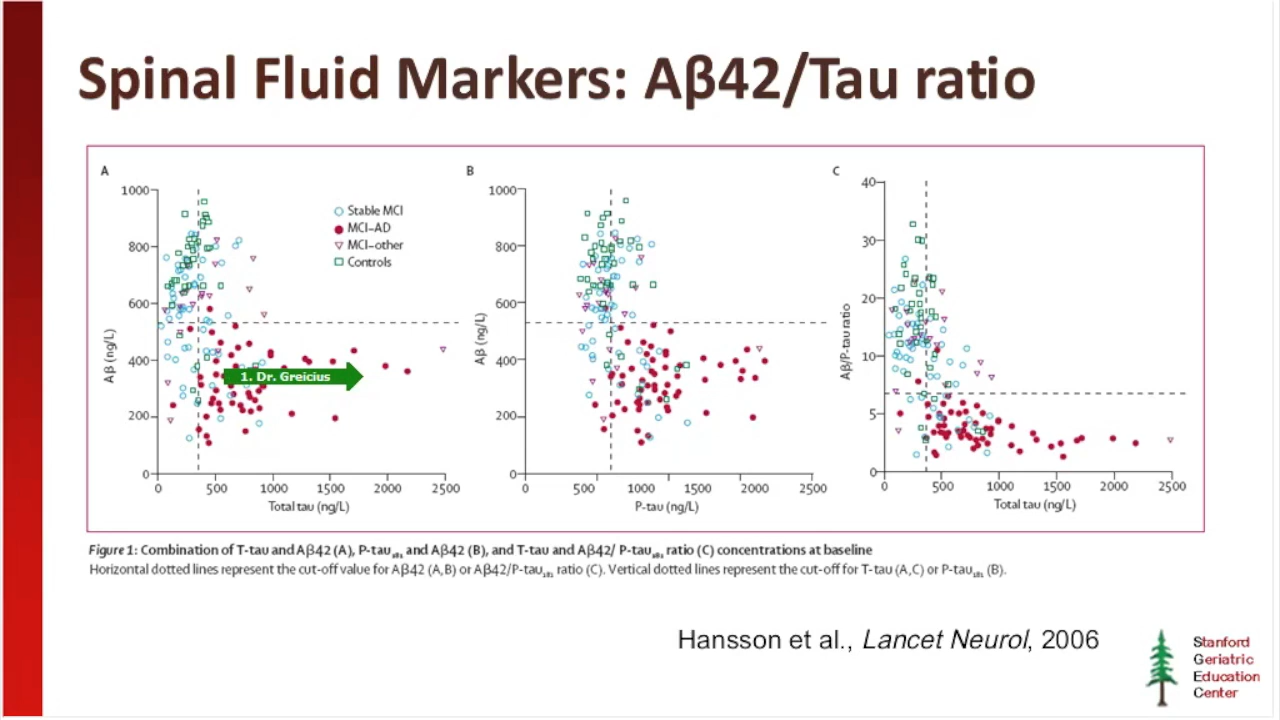 Spinal Fluid Markers: Aβ42/Tau ratio
A
1000
800
600
400
200
0
Aβ (ng/L)
0 500 1000 1500 2000 2500
Total tau (ng/L)
Stable MCI
MCI–AD
MCI–other
Controls
1. Dr. Greicius
B
1000
800
600
400
200
0
Aβ (ng/L)
0 500 1000 1500 2000 2500
P-tau (ng/L)
C
40
30
20
10
5
0
Aβ/P-tau ratio
0 500 1000 1500 2000 2500
Total tau (ng/L)
Figure 1: Combination of T-tau and Aβ42 (A), P-tau181 and Aβ42 (B), and T-tau and Aβ42/ P-tau181 ratio (C) concentrations at baseline
Horizontal dotted lines represent the cut-off value for Aβ42 (A,B) or Aβ42/P-tau181 ratio (C). Vertical dotted lines represent the cut-off for T-tau (A,C) or P-tau181 (B).
Hansson et al., Lancet Neurol, 2006
Stanford
Geriatric
Education
Center